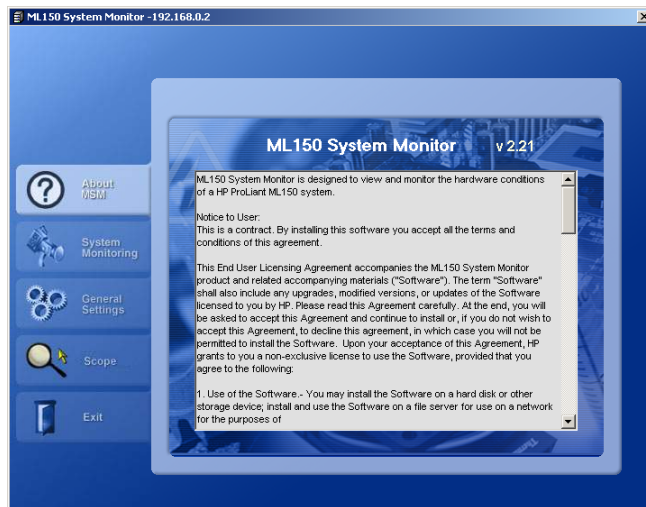 ML150 System Monitor -192.168.0.2
ML150 System Monitor v 2.21
About
MSM
System
Monitoring
General
Settings
Scope
Exit
ML150 System Monitor is designed to view and monitor the hardware conditions
of a HP ProLiant ML150 system.
Notice to User:
This is a contract. By installing this software you accept all the terms and
conditions of this agreement.
This End User Licensing Agreement accompanies the ML150 System Monitor
product and related accompanying materials ("Software"). The term "Software"
shall also include any upgrades, modified versions, or updates of the Software
licensed to you by HP. Please read this Agreement carefully. At the end, you will
be asked to accept this Agreement and continue to install or, if you do not wish to
accept this Agreement, to decline this agreement, in which case you will not be
permitted to install the Software. Upon your acceptance of this Agreement, HP
grants to you a non-exclusive license to use the Software, provided that you
agree to the following:
1. Use of the Software.- You may install the Software on a hard disk or other
storage device; install and use the Software on a file server for use on a network
for the purposes of